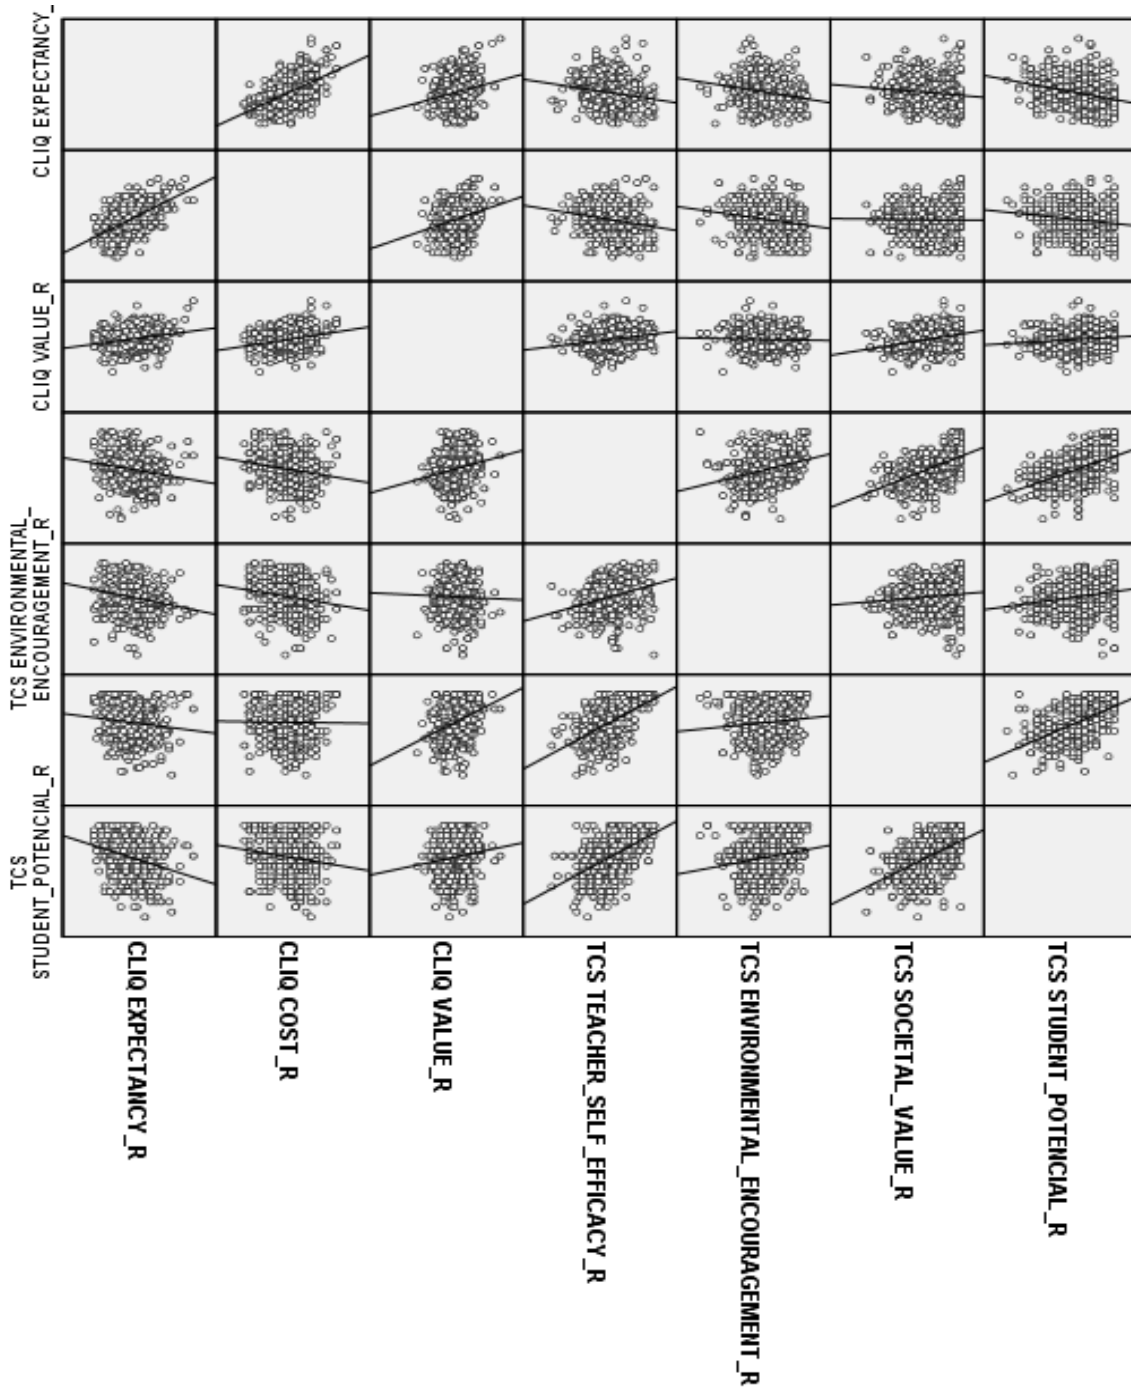 CLIQ EXPECTANCY_
CLIQ VALUE_R
TCS ENVIRONMENTAL_
ENCOURAGEMENT_R
TCS
STUDENT_POTENCIAL_R
CLIQ EXPECTANCY_R
CLIQ COST_R
CLIQ VALUE_R
TCS TEACHER_SELF_EFFICACY_R
TCS ENVIRONMENTAL_ENCOURAGEMENT_R
TCS SOCIETAL_VALUE_R
TCS STUDENT_POTENCIAL_R